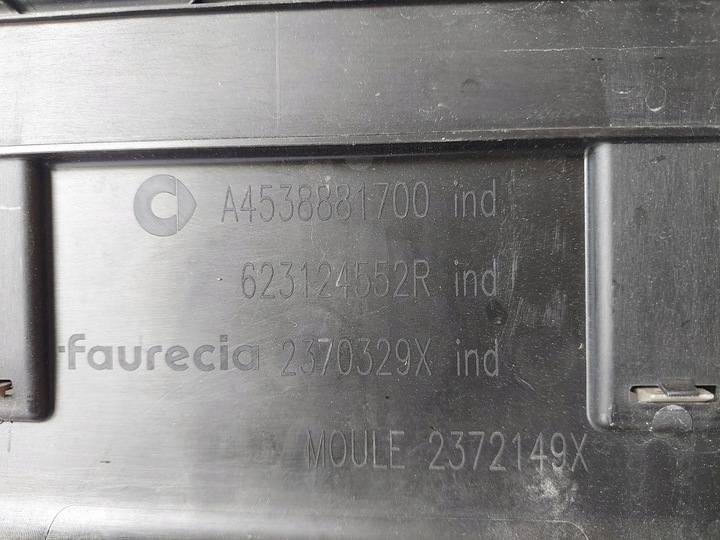 A4538881700 ind
623124552R ind
faurecia 2370329X ind
MOULE 2372149X